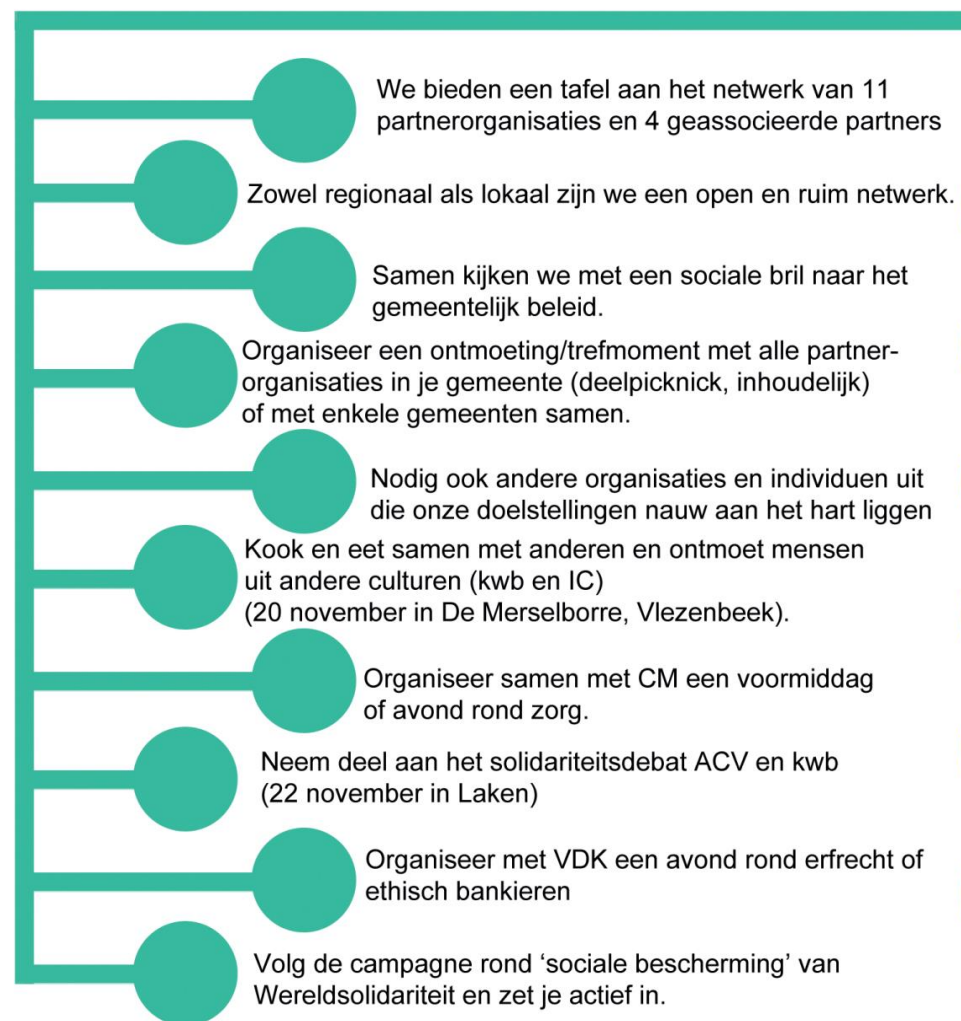 We bieden een tafel aan het netwerk van 11
partnerorganisaties en 4 geassocieerde partners
Zowel regionaal als lokaal zijn we een open en ruim netwerk.
Samen kijken we met een sociale bril naar het
gemeentelijk beleid.
Organiseer een ontmoeting/trefmoment met alle partner-
organisaties in je gemeente (deelpicknick, inhoudelijk)
of met enkele gemeenten samen.
Nodig ook andere organisaties en individuen uit
die onze doelstellingen nauw aan het hart liggen
Kook en eet samen met anderen en ontmoet mensen
uit andere culturen (kwb en IC)
(20 november in De Merselborre, Vlezenbeek).
Organiseer samen met CM een voormiddag
of avond rond zorg.
Neem deel aan het solidariteitsdebat ACV en kwb
(22 november in Laken)
Organiseer met VDK een avond rond erfrecht of
ethisch bankieren
Volg de campagne rond ‘sociale bescherming’ van
Wereldsolidariteit en zet je actief in.